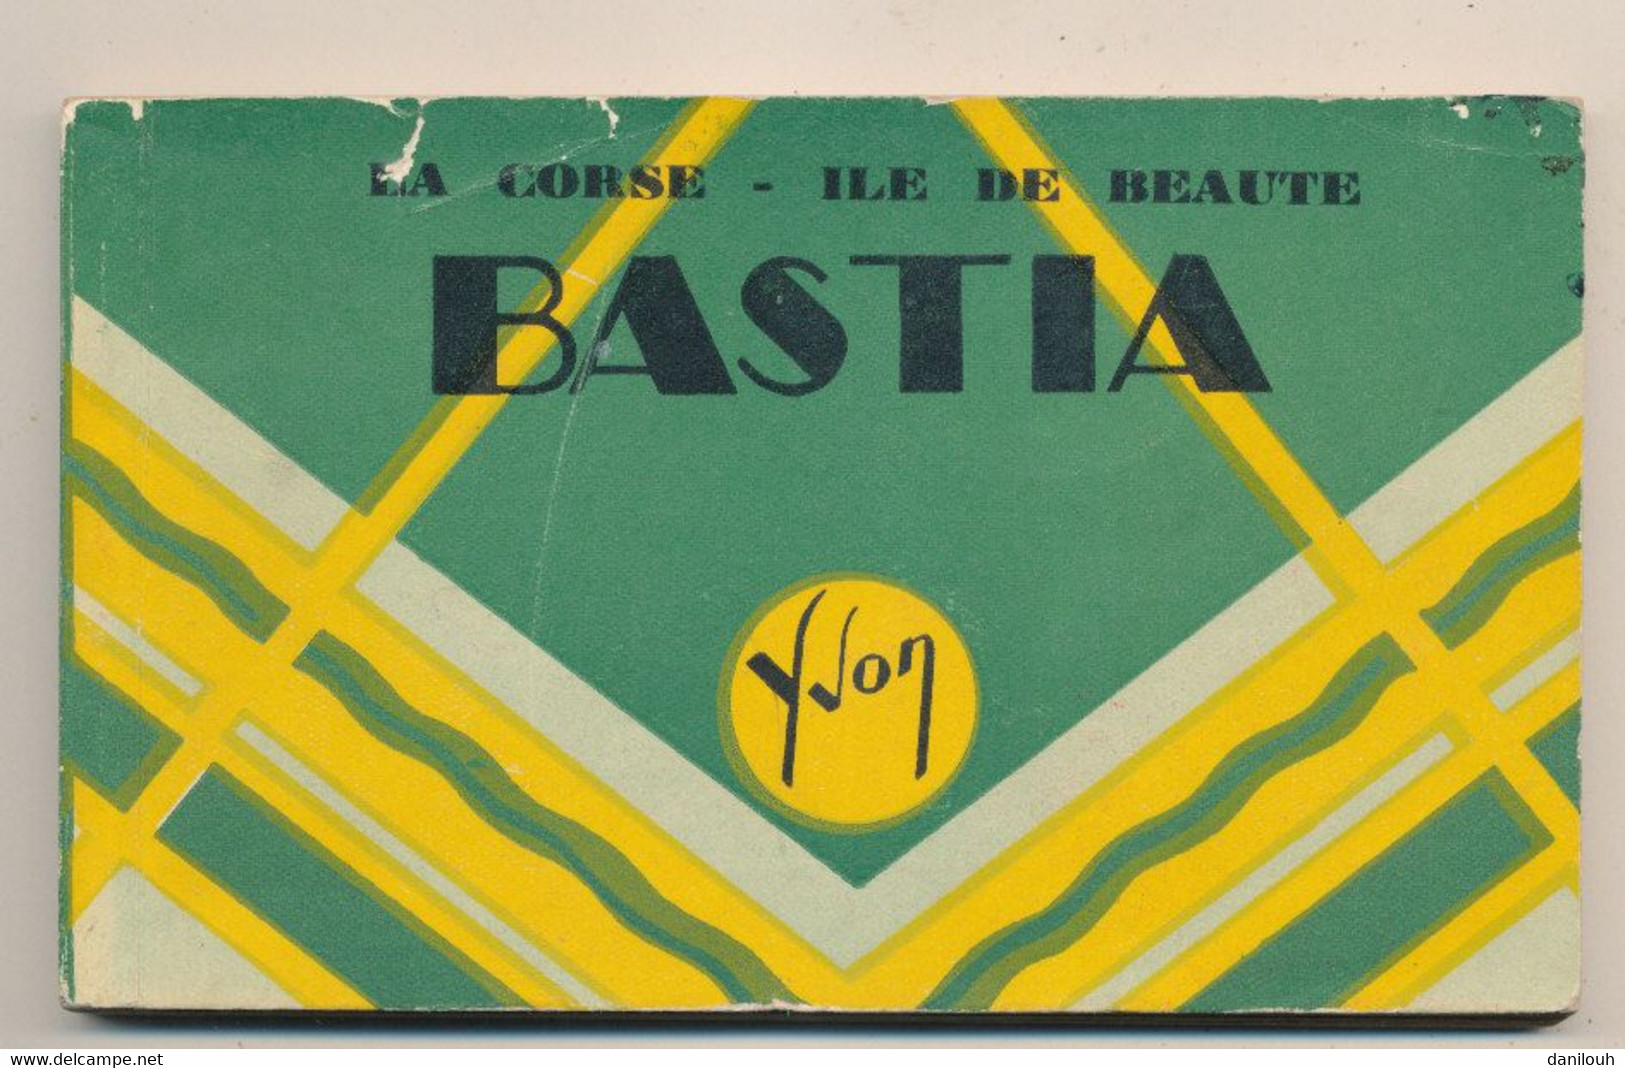 LA CORSE - ILE DE BEAUTE
BASTIA
Yvon
www.delcampe.net
danilouh